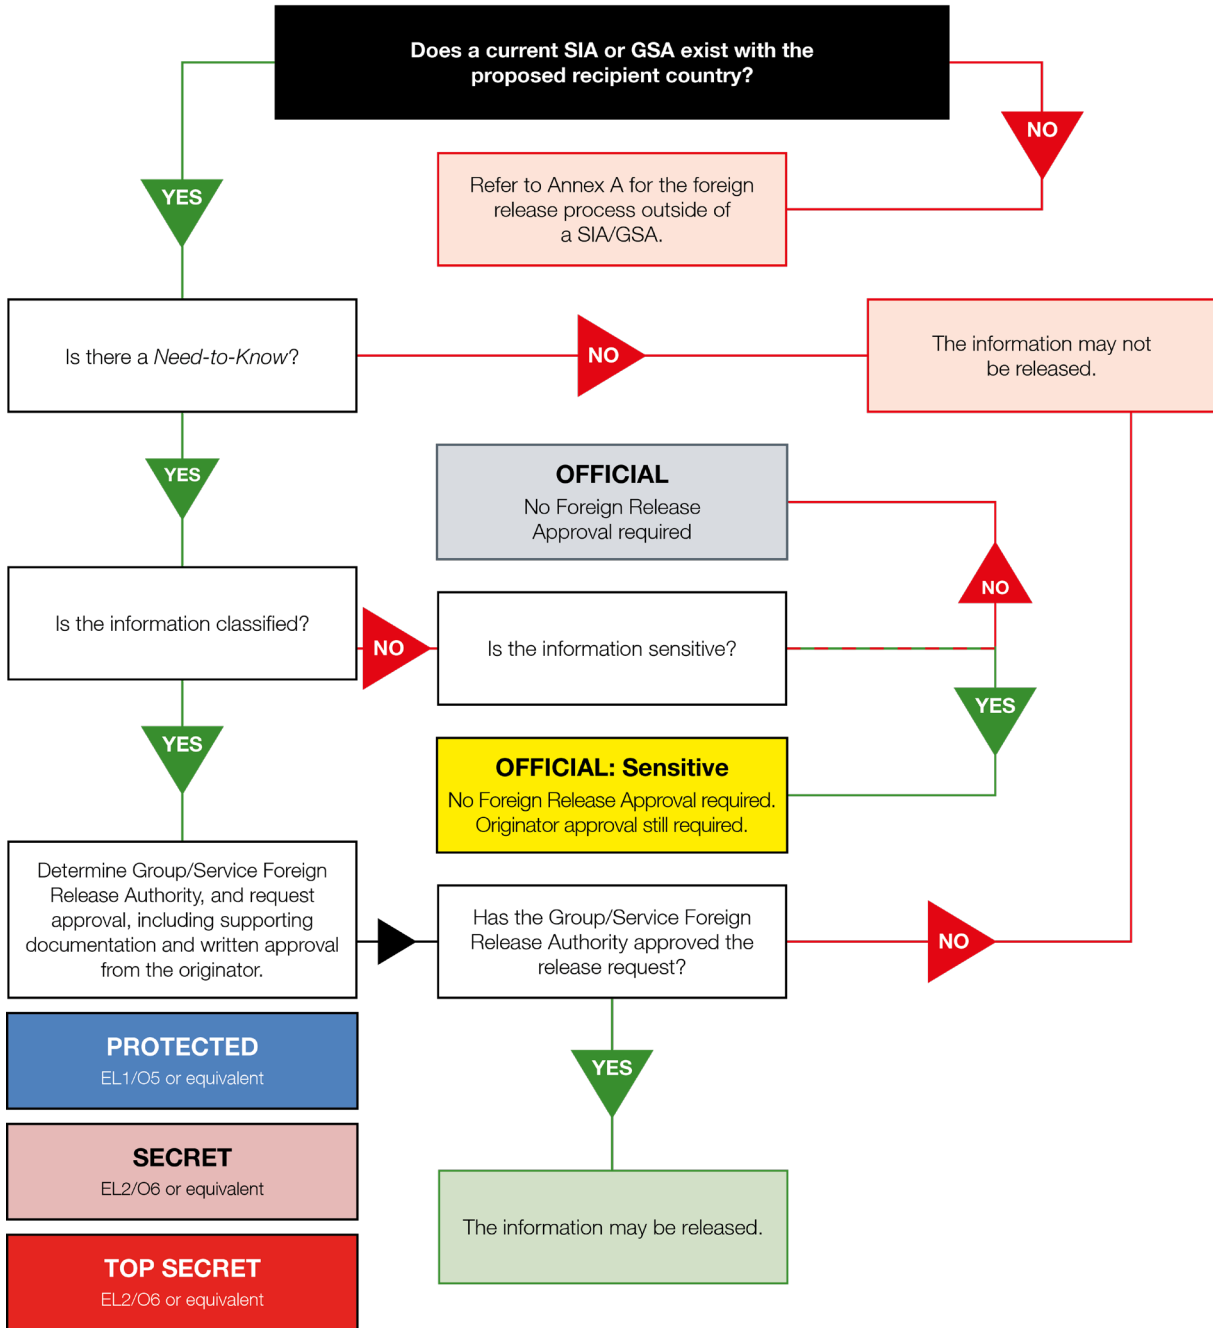 Does a current SIA or GSA exist with the
proposed recipient country?
NO
YES
Refer to Annex A for the foreign
release process outside of
a SIA/GSA.
Is there a Need-to-Know?
NO
The information may not
be released.
YES
OFFICIAL
No Foreign Release
Approval required
NO
Is the information classified?
NO
Is the information sensitive?
YES
YES
OFFICIAL: Sensitive
No Foreign Release Approval required.
Originator approval still required.
Determine Group/Service Foreign
Release Authority, and request
approval, including supporting
documentation and written approval
from the originator.
Has the Group/Service Foreign
Release Authority approved the
release request?
NO
PROTECTED
EL1/O5 or equivalent
YES
SECRET
EL2/O6 or equivalent
The information may be released.
TOP SECRET
EL2/O6 or equivalent